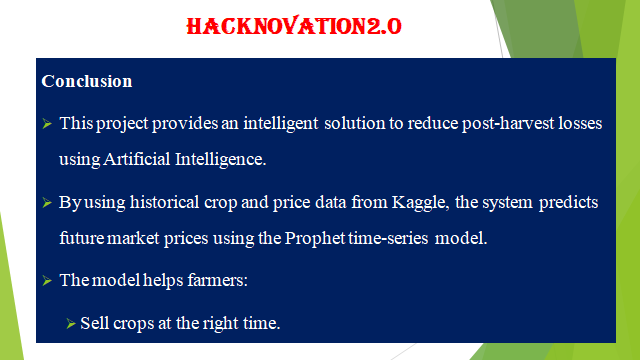 HACKNOVATION2.0
Conclusion
This project provides an intelligent solution to reduce post-harvest losses
using Artificial Intelligence.
By using historical crop and price data from Kaggle, the system predicts
future market prices using the Prophet time-series model.
The model helps farmers:
Sell crops at the right time.